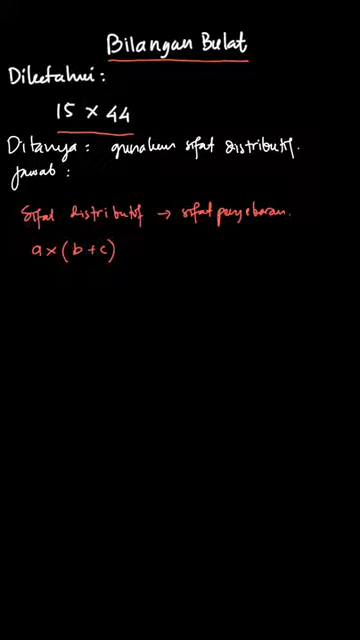 Bilangan Bulat
Diketahui :
15 × 44
Ditanya : gunakan sifat distributif.
Jawab :
Sifat distributif → sifat penyebaran.
a × ( b + c )